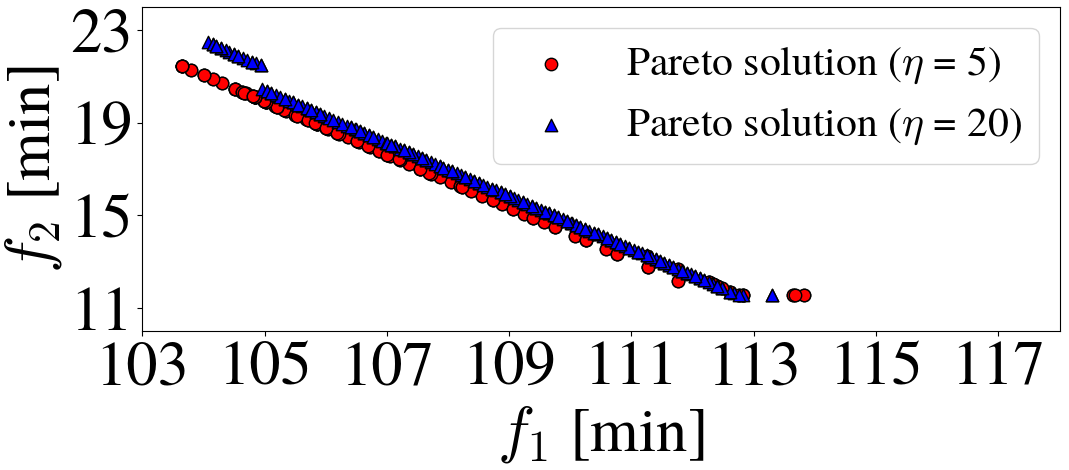 Pareto solution (η = 5)
Pareto solution (η = 20)
f₂ [min]
23
19
15
11
103 105 107 109 111 113 115 117
f₁ [min]